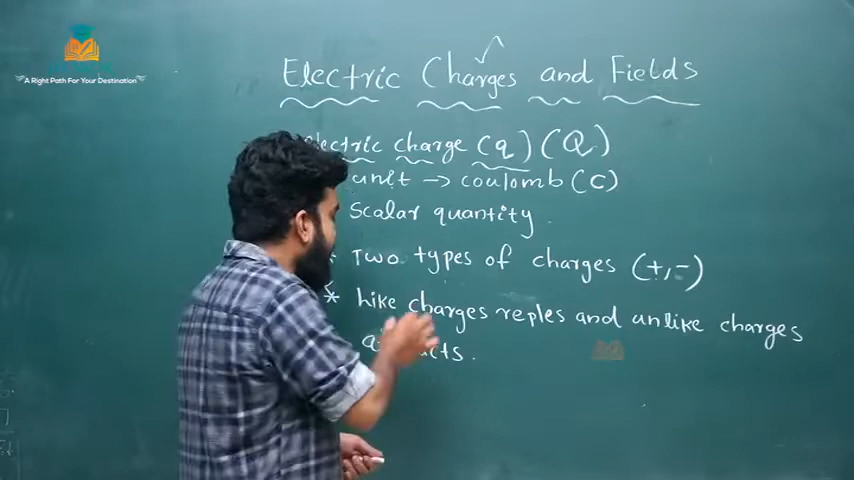 A Right Path For Your Destination
Electric Charges and Fields
Electric charge (q) (Q)
unit → coulomb (C)
scalar quantity.
* Two types of charges (+,-)
* like charges reples and unlike charges
attracts.